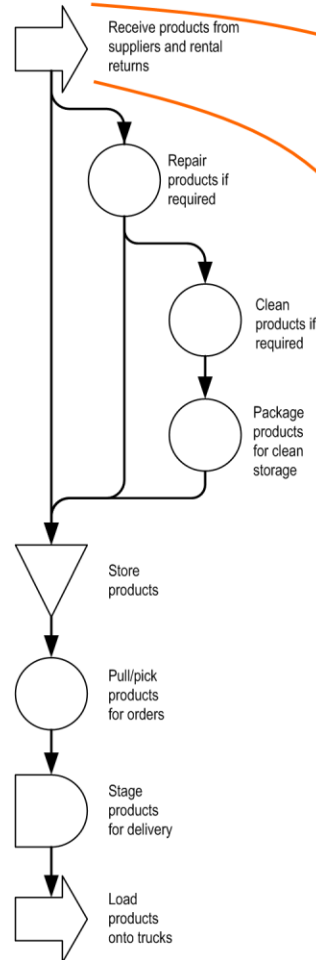 Receive products from
suppliers and rental
returns
Repair
products if
required
Clean
products if
required
Package
products
for clean
storage
Store
products
Pull/pick
products
for orders
Stage
products
for delivery
Load
products
onto trucks